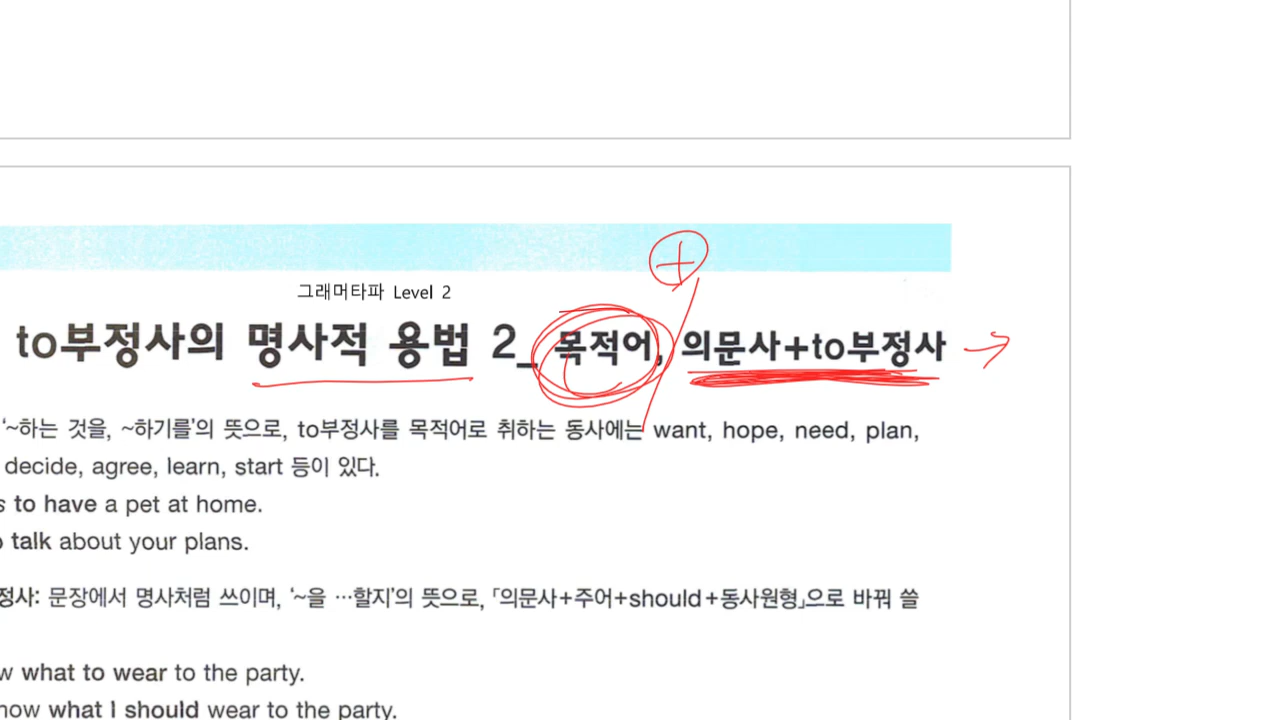 그래머타파 Level 2
to부정사의 명사적 용법 2_ 목적어, 의문사+to부정사
'~하는 것을, ~하기를'의 뜻으로, to부정사를 목적어로 취하는 동사에는 want, hope, need, plan,
decide, agree, learn, start 등이 있다.
s to have a pet at home.
talk about your plans.
정사: 문장에서 명사처럼 쓰이며, '~을 …할지'의 뜻으로, 「의문사+주어+should+동사원형」으로 바꿔 쓸
w what to wear to the party.
now what I should wear to the party.